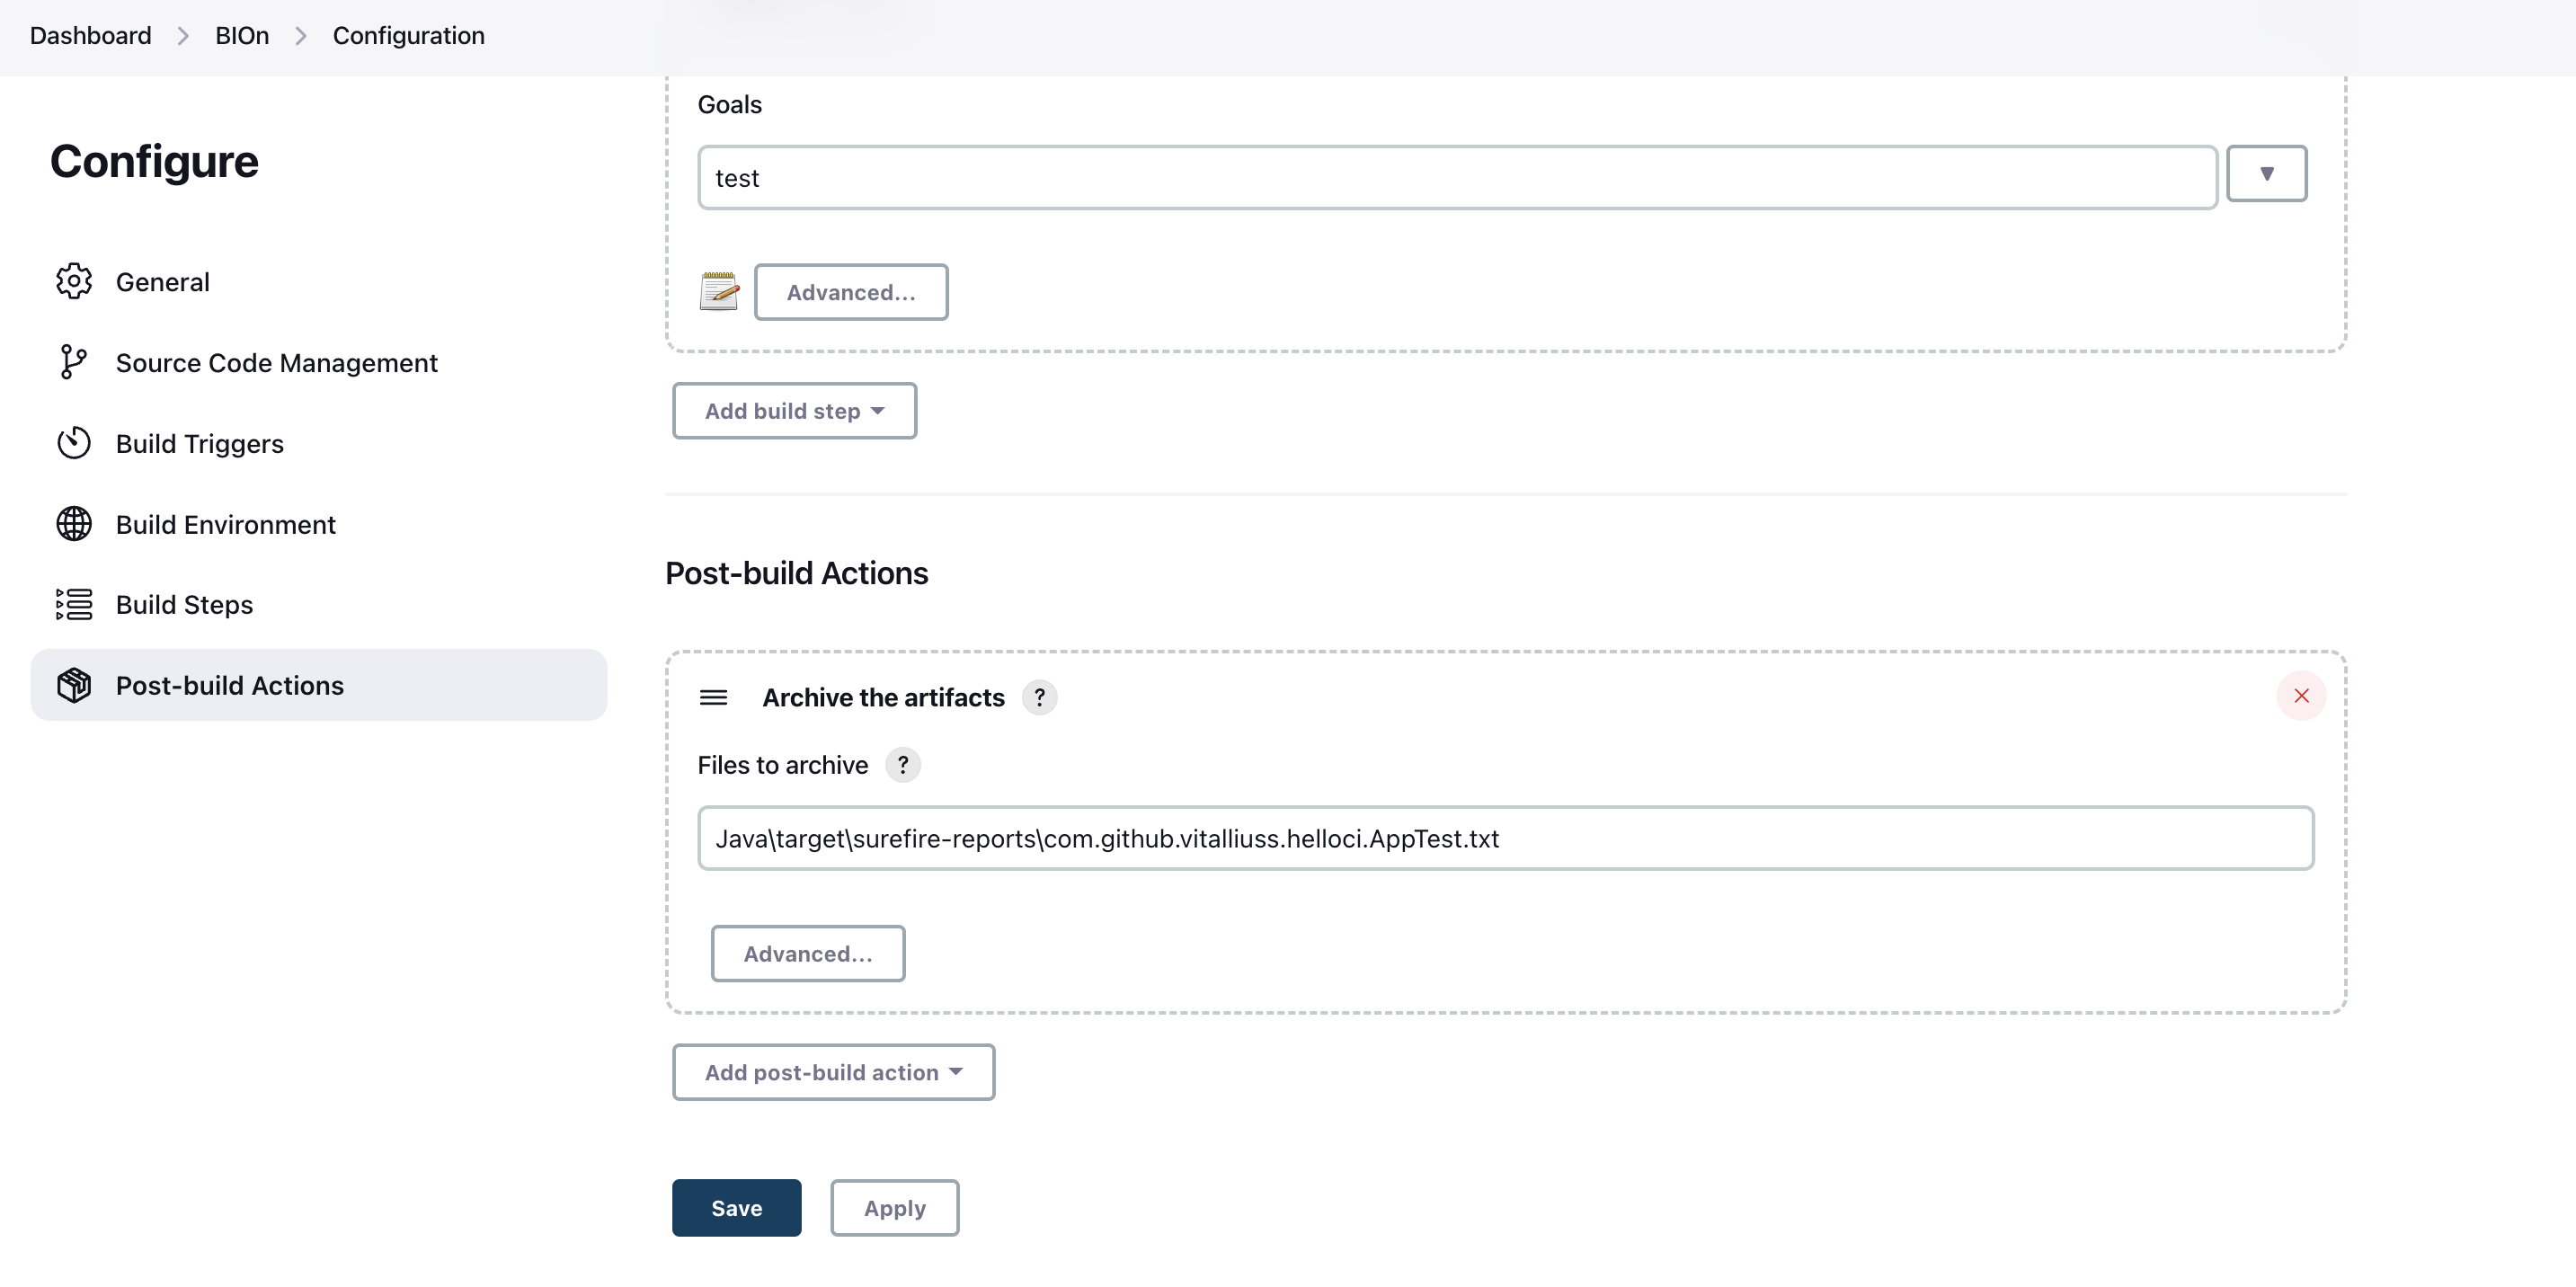 Dashboard > BIOn > Configuration
Configure
General
Source Code Management
Build Triggers
Build Environment
Build Steps
Post-build Actions
Goals
test
Advanced...
Add build step
Post-build Actions
Archive the artifacts ?
Files to archive ?
Java\target\surefire-reports\com.github.vitalliuss.helloci.AppTest.txt
Advanced...
Add post-build action
Save Apply